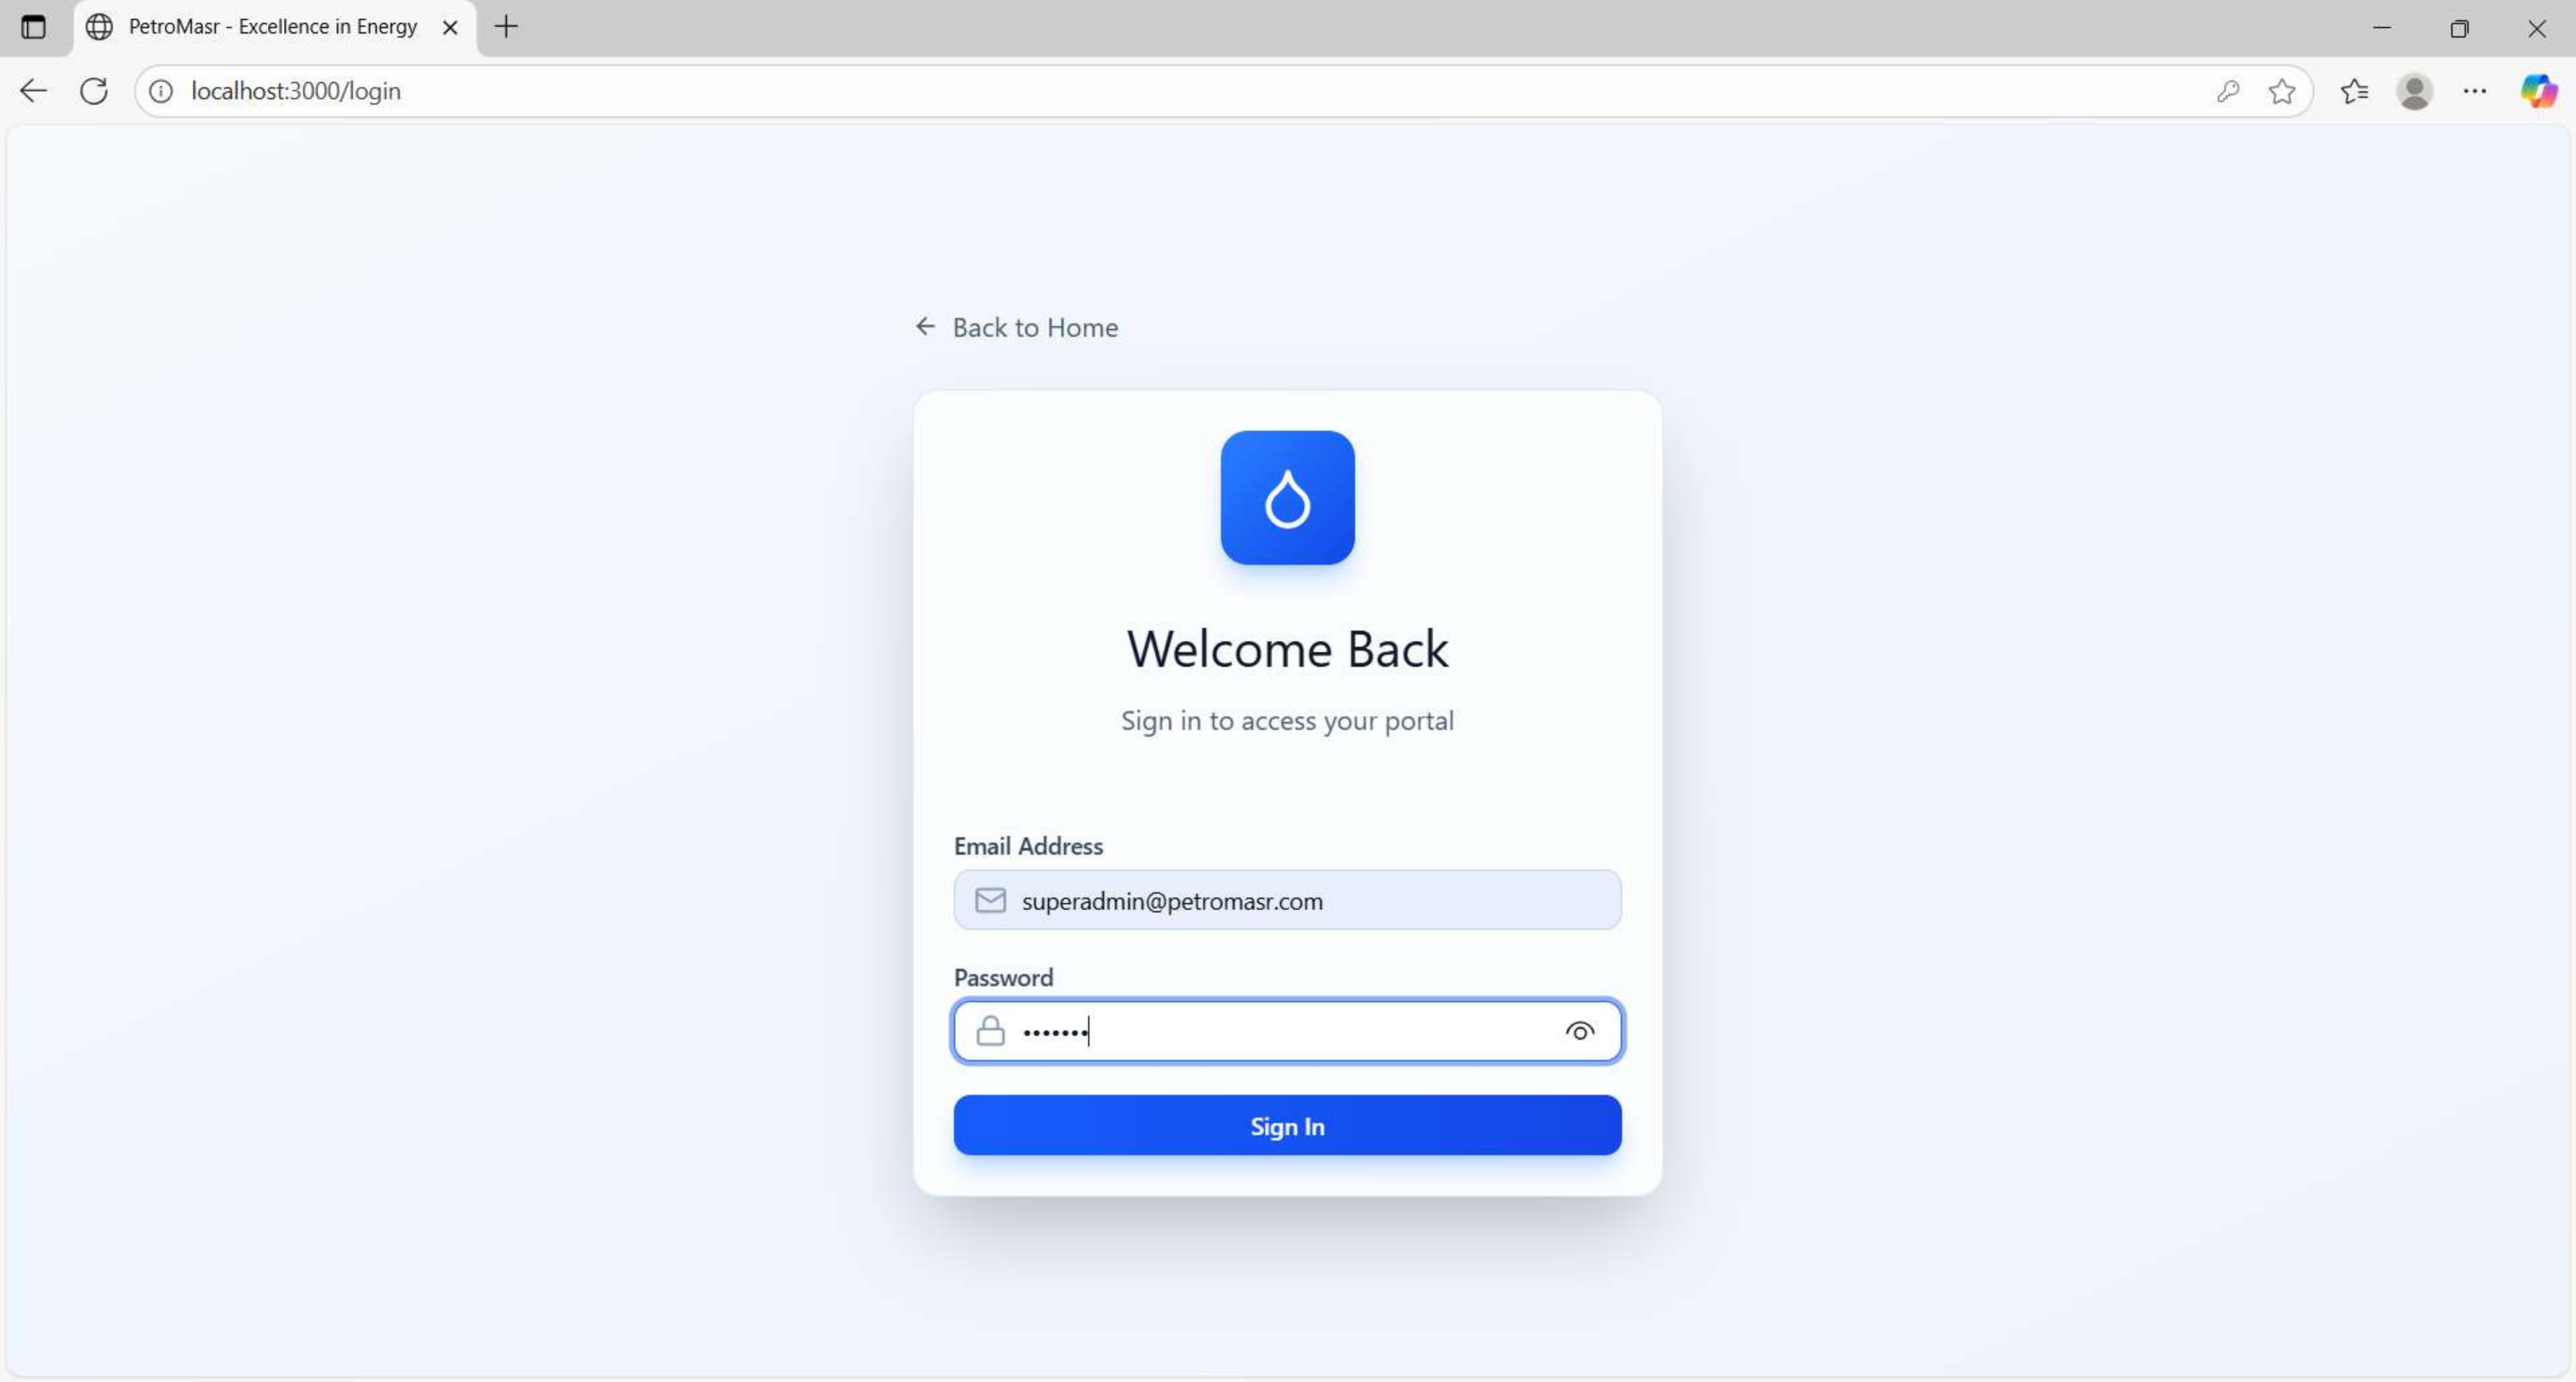 PetroMasr - Excellence in Energy
localhost:3000/login
Back to Home
Welcome Back
Sign in to access your portal
Email Address
superadmin@petromasr.com
Password
•••••••
Sign In